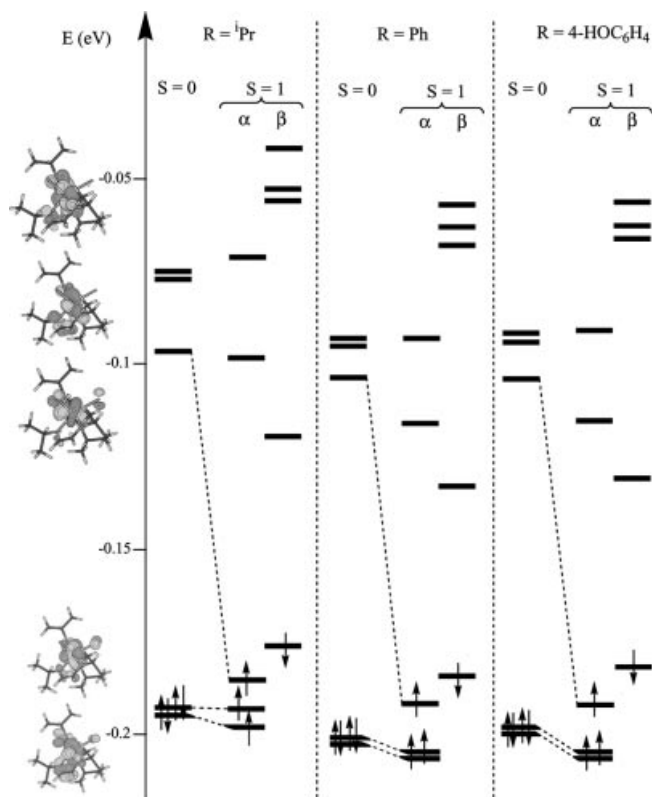 E (eV) R = ⁱPr R = Ph R = 4-HOC₆H₄
S = 0 S = 1 S = 0 S = 1 S = 0 S = 1
α β α β α β
-0.05
-0.1
-0.15
-0.2